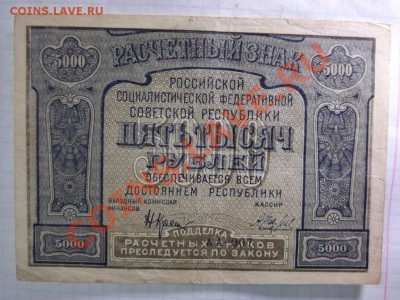 COINS.LAVE.RU
РАСЧЕТНЫЙ ЗНАК
5000 5000
РОССИЙСКОЙ
СОЦИАЛИСТИЧЕСКОЙ ФЕДЕРАТИВНОЙ
СОВЕТСКОЙ РЕСПУБЛИКИ
ПЯТЬ ТЫСЯЧ
РУБЛЕЙ
ОБЕСПЕЧИВАЕТСЯ ВСЕМ
ДОСТОЯНИЕМ РЕСПУБЛИКИ
НАРОДНЫЙ КОМИССАР
ФИНАНСОВ
КАССИР
5000 5000
ПОДДЕЛКА
РАСЧЕТНЫХ ЗНАКОВ
ПРЕСЛЕДУЕТСЯ ПО ЗАКОНУ